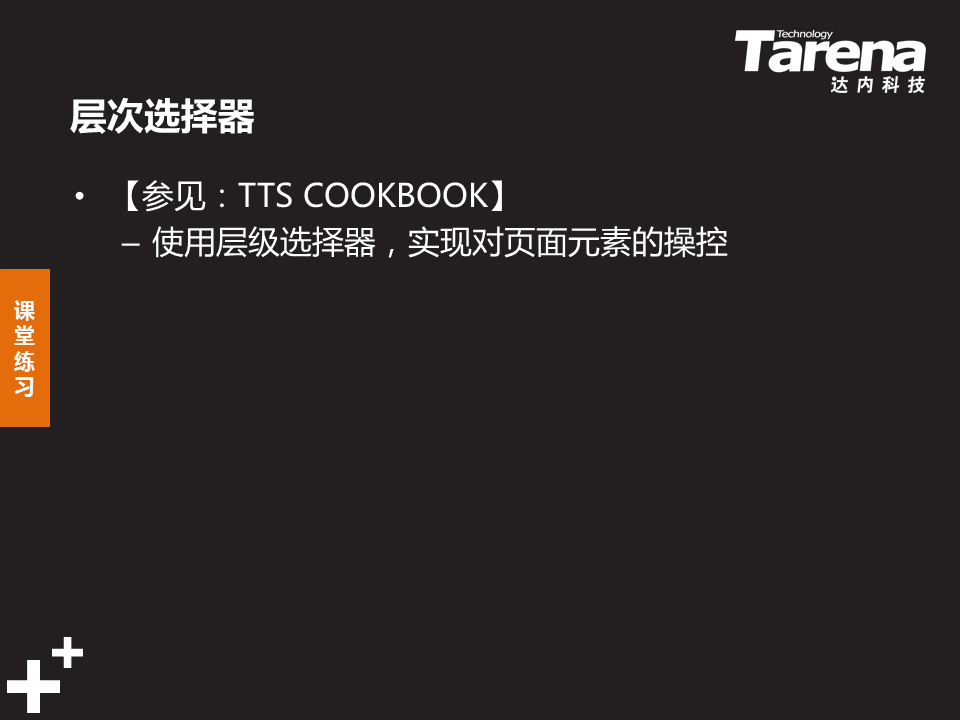 Technology
Tarena
达内科技
层次选择器
• 【参见：TTS COOKBOOK】
– 使用层级选择器，实现对页面元素的操控
课
堂
练
习